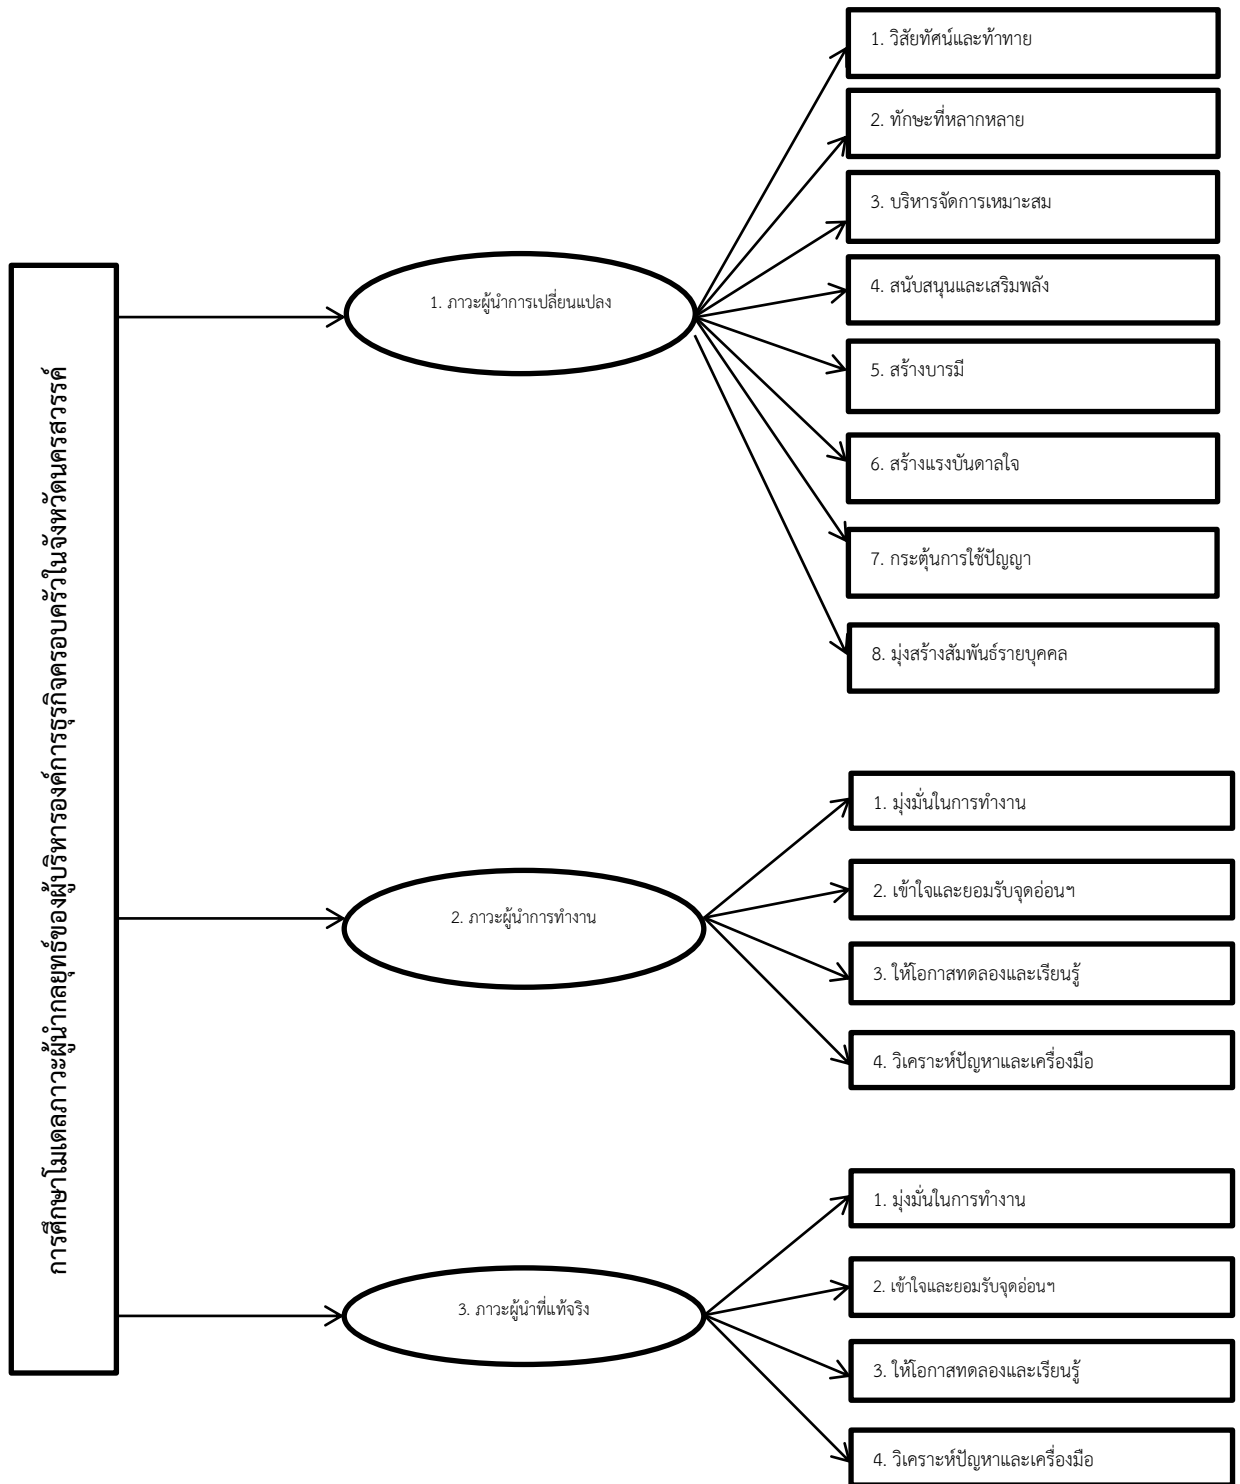 การศึกษาโมเดลภาวะผู้นำกลยุทธ์ของผู้บริหารองค์การธุรกิจครอบครัวในจังหวัดนครสวรรค์
1. ภาวะผู้นำการเปลี่ยนแปลง
1. วิสัยทัศน์และท้าทาย
2. ทักษะที่หลากหลาย
3. บริหารจัดการเหมาะสม
4. สนับสนุนและเสริมพลัง
5. สร้างบารมี
6. สร้างแรงบันดาลใจ
7. กระตุ้นการใช้ปัญญา
8. มุ่งสร้างสัมพันธ์รายบุคคล
2. ภาวะผู้นำการทำงาน
1. มุ่งมั่นในการทำงาน
2. เข้าใจและยอมรับจุดอ่อนฯ
3. ให้โอกาสทดลองและเรียนรู้
4. วิเคราะห์ปัญหาและเครื่องมือ
3. ภาวะผู้นำที่แท้จริง
1. มุ่งมั่นในการทำงาน
2. เข้าใจและยอมรับจุดอ่อนฯ
3. ให้โอกาสทดลองและเรียนรู้
4. วิเคราะห์ปัญหาและเครื่องมือ